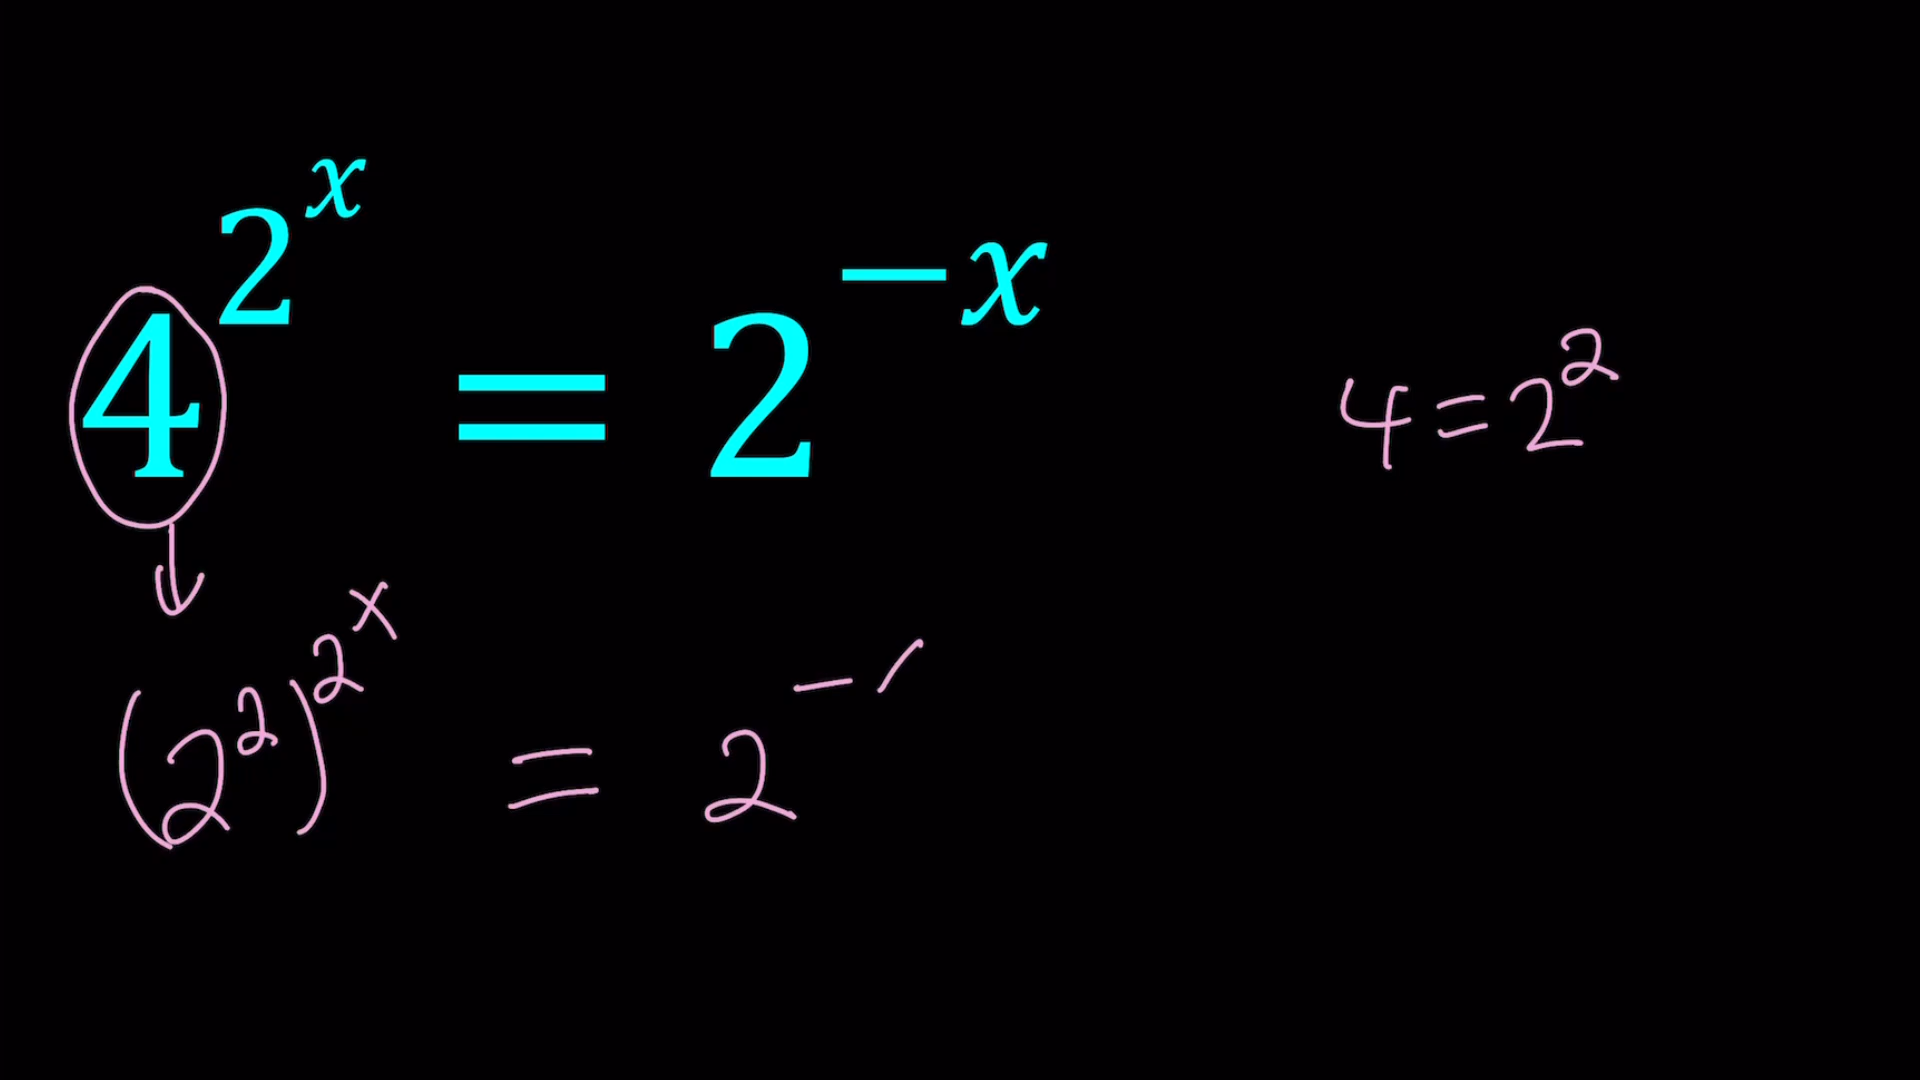 4^{2^x} = 2^{-x}
4 = 2^2
(2^2)^{2^x} = 2^-